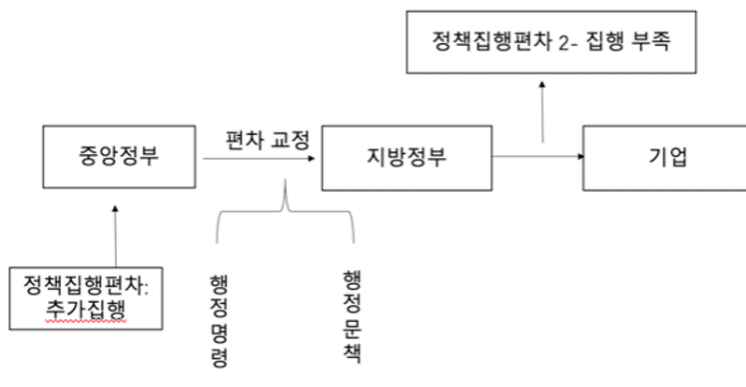 정책집행편차 2- 집행 부족
중앙정부
편차 교정
지방정부
기업
정책집행편차:
추가집행
행정명령
행정문책